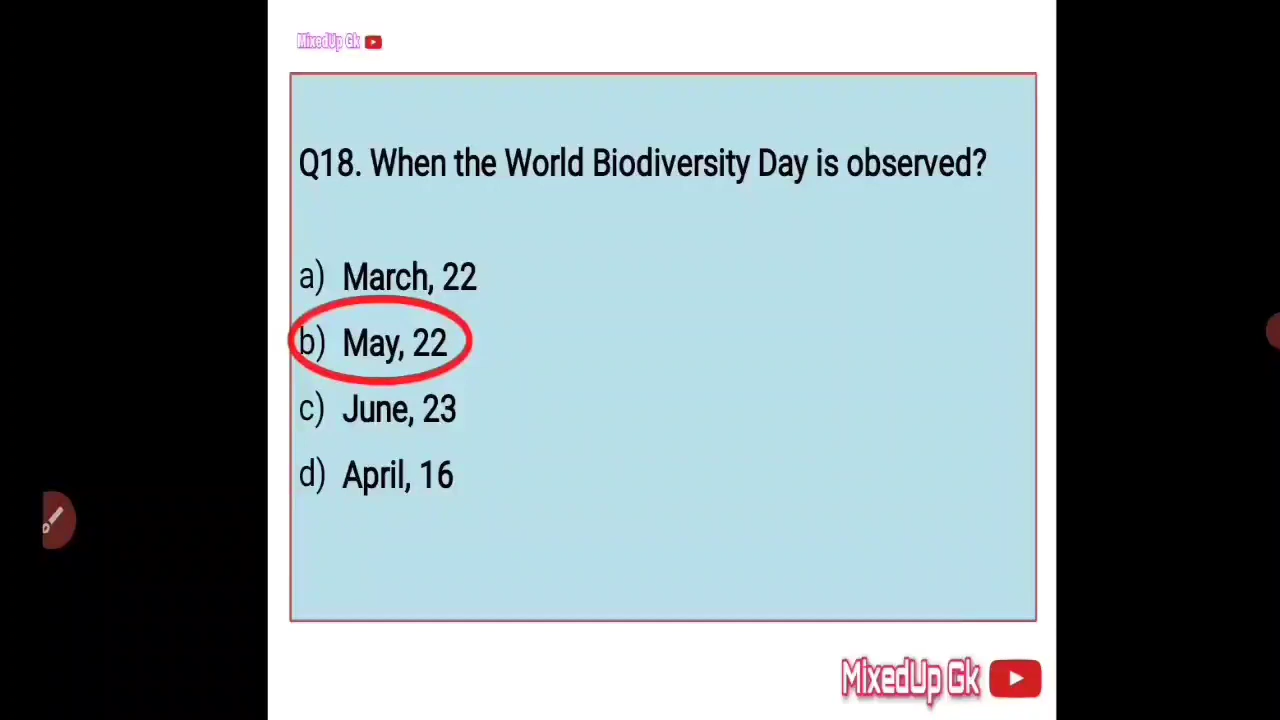 MixedUp Gk
Q18. When the World Biodiversity Day is observed?
a) March, 22
b) May, 22
c) June, 23
d) April, 16
MixedUp Gk